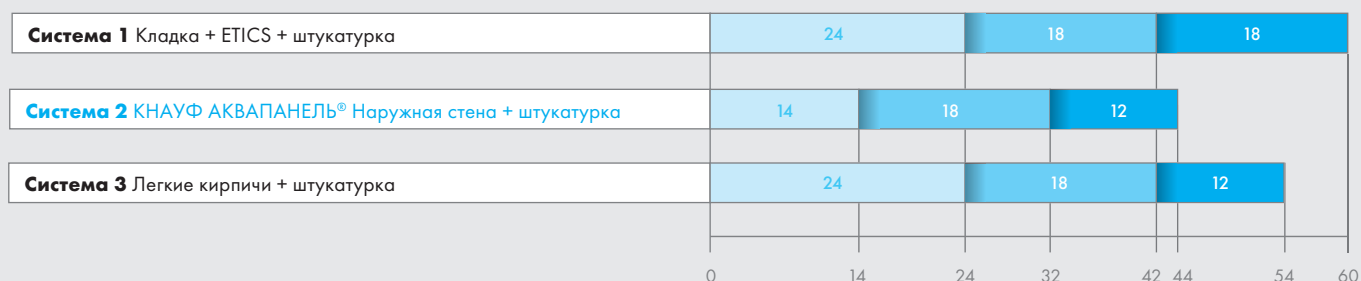 Система 1 Кладка + ETICS + штукатурка 24 18 18
Система 2 КНАУФ АКВАПАНЕЛЬ® Наружная стена + штукатурка 14 18 12
Система 3 Легкие кирпичи + штукатурка 24 18 12
0 14 24 32 42 44 54 60